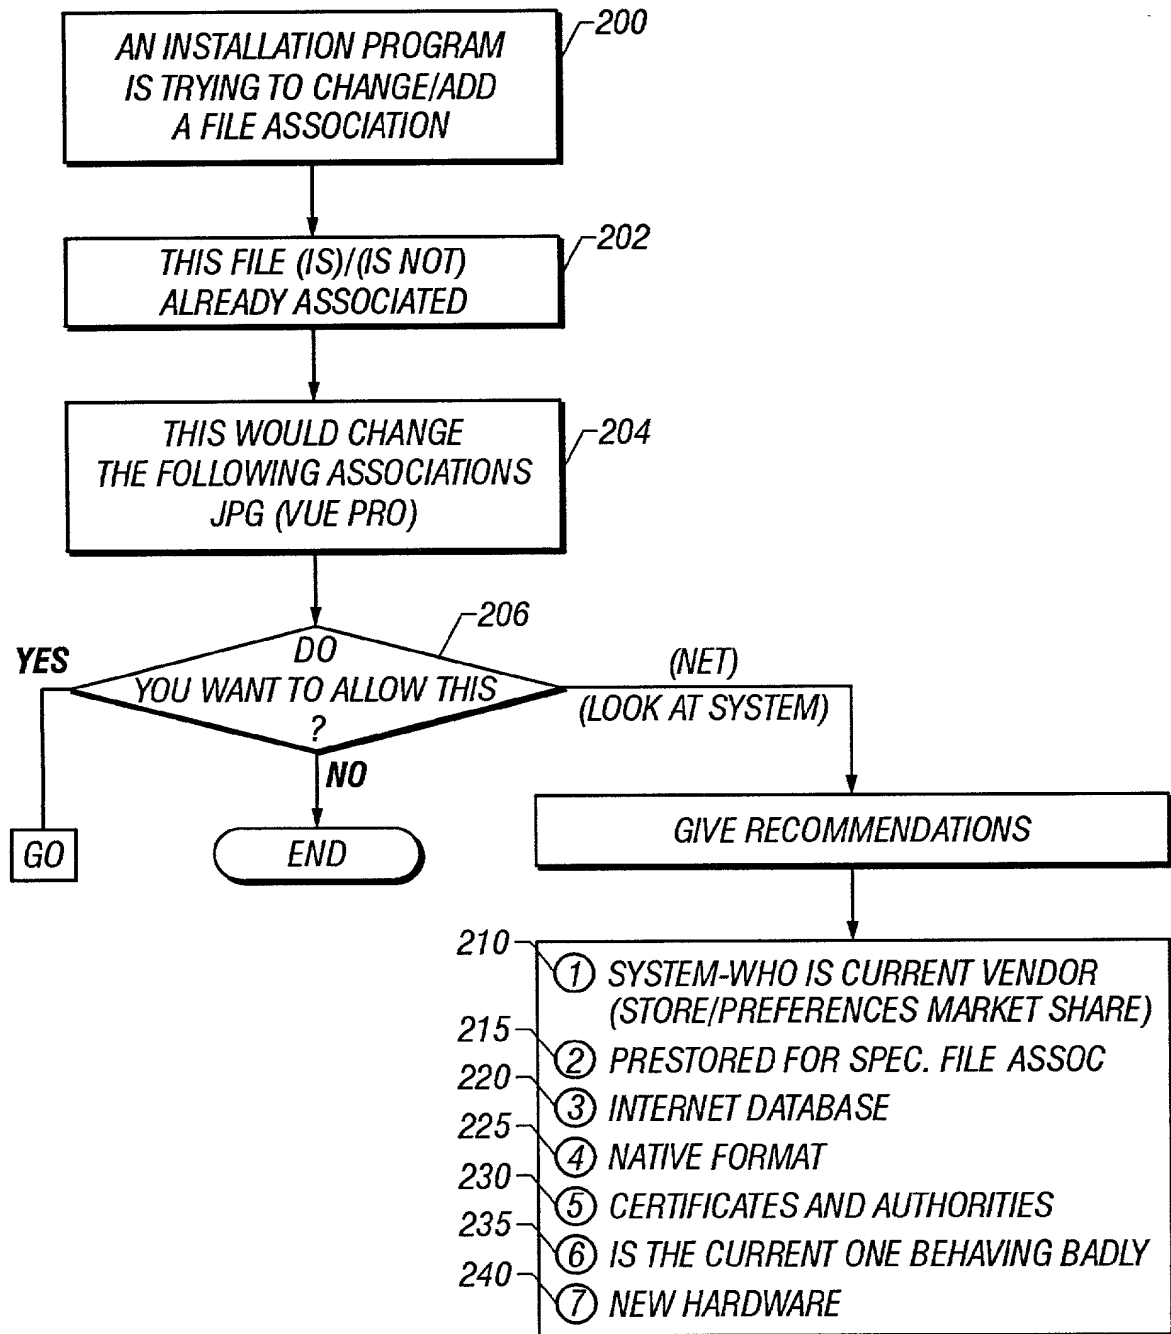 AN INSTALLATION PROGRAM
IS TRYING TO CHANGE/ADD
A FILE ASSOCIATION
200
THIS FILE (IS)/(IS NOT)
ALREADY ASSOCIATED
202
THIS WOULD CHANGE
THE FOLLOWING ASSOCIATIONS
JPG (VUE PRO)
204
206
DO
YOU WANT TO ALLOW THIS
?
YES
NO
(NET)
(LOOK AT SYSTEM)
GO
END
GIVE RECOMMENDATIONS
210
1 SYSTEM-WHO IS CURRENT VENDOR
(STORE/PREFERENCES MARKET SHARE)
215
2 PRESTORED FOR SPEC. FILE ASSOC
220
3 INTERNET DATABASE
225
4 NATIVE FORMAT
230
5 CERTIFICATES AND AUTHORITIES
235
6 IS THE CURRENT ONE BEHAVING BADLY
240
7 NEW HARDWARE